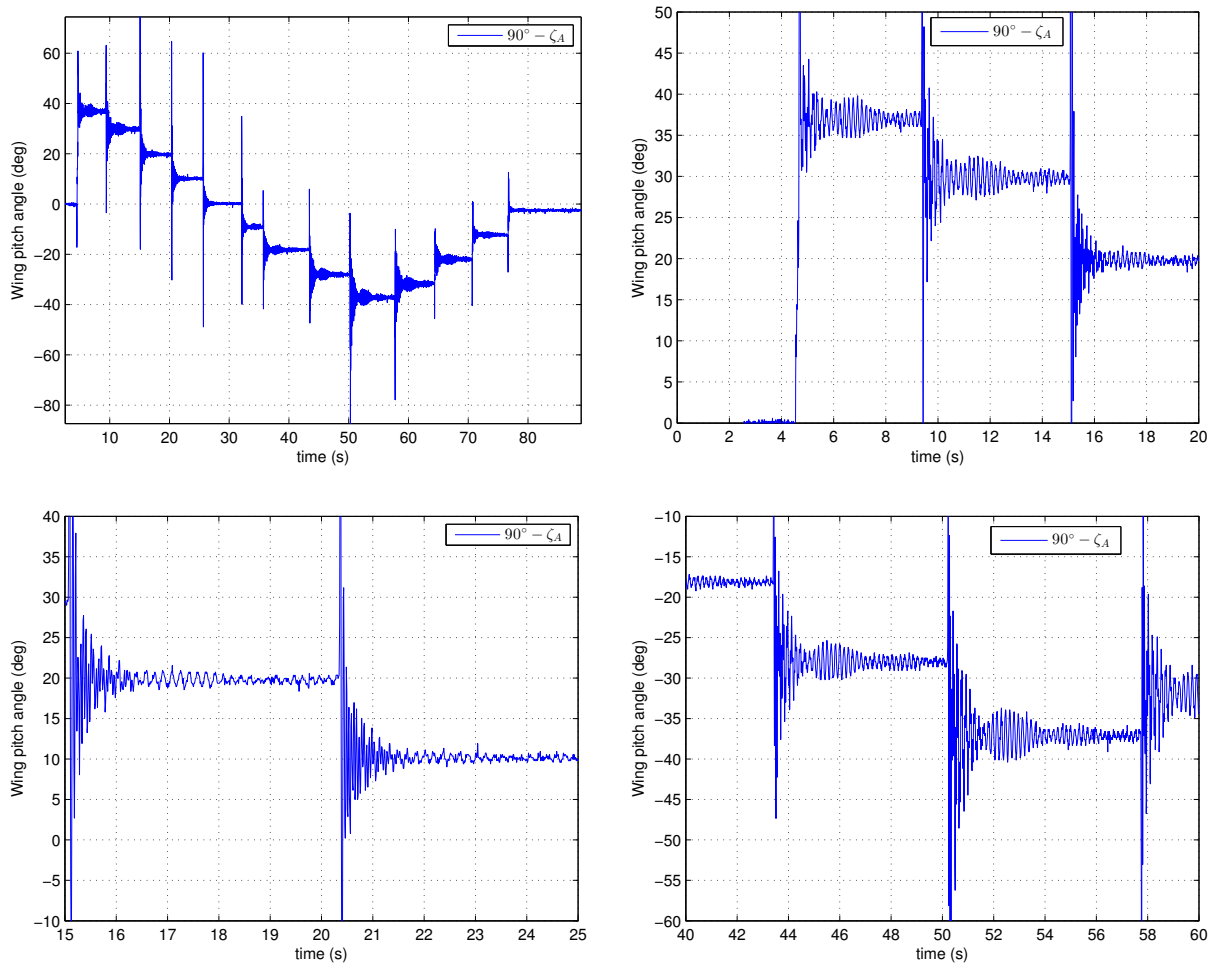 90° − ζ_A
60
40
20
0
−20
−40
−60
−80
Wing pitch angle (deg)
10 20 30 40 50 60 70 80
time (s)
90° − ζ_A
50
45
40
35
30
25
20
15
10
5
0
Wing pitch angle (deg)
0 2 4 6 8 10 12 14 16 18 20
time (s)
90° − ζ_A
40
35
30
25
20
15
10
5
0
−5
−10
Wing pitch angle (deg)
15 16 17 18 19 20 21 22 23 24 25
time (s)
90° − ζ_A
−10
−15
−20
−25
−30
−35
−40
−45
−50
−55
−60
Wing pitch angle (deg)
40 42 44 46 48 50 52 54 56 58 60
time (s)